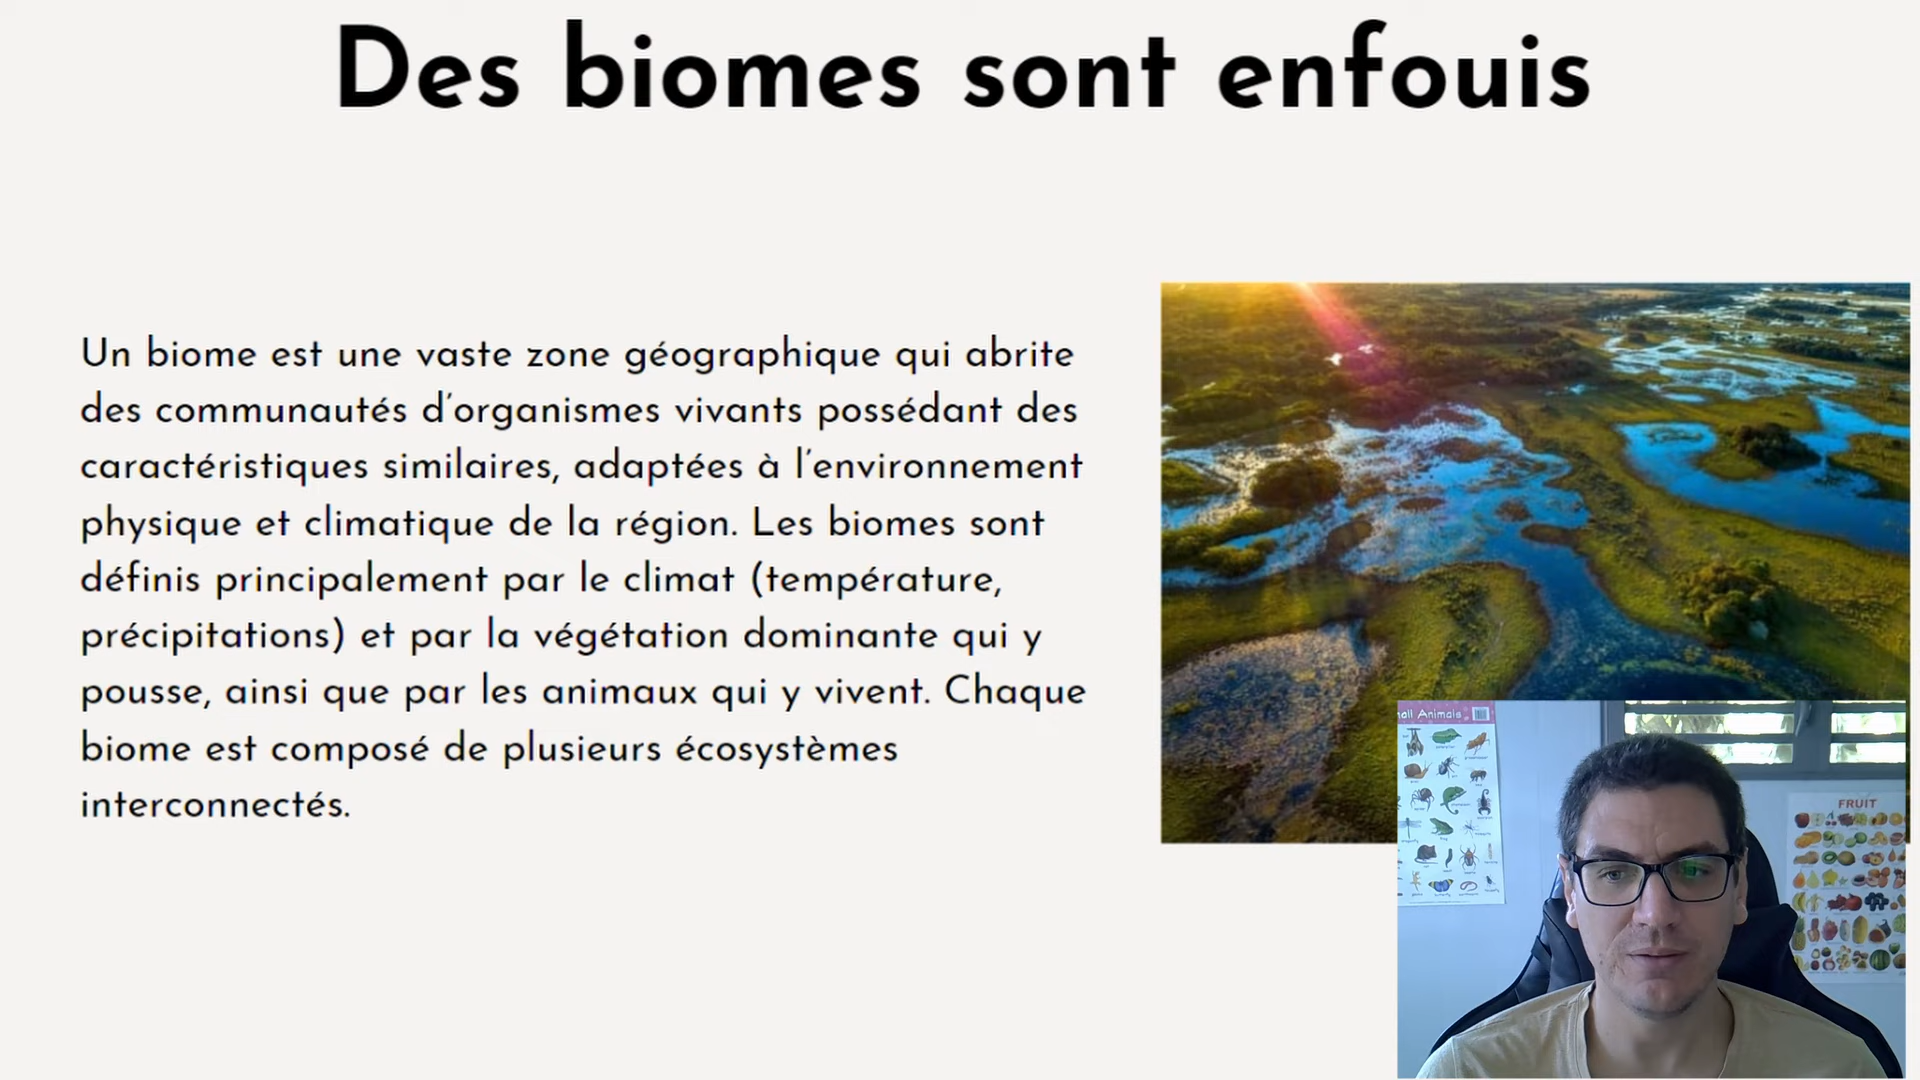 Des biomes sont enfouis
Un biome est une vaste zone géographique qui abrite
des communautés d'organismes vivants possédant des
caractéristiques similaires, adaptées à l'environnement
physique et climatique de la région. Les biomes sont
définis principalement par le climat (température,
précipitations) et par la végétation dominante qui y
pousse, ainsi que par les animaux qui y vivent. Chaque
biome est composé de plusieurs écosystèmes
interconnectés.
Animals
FRUIT